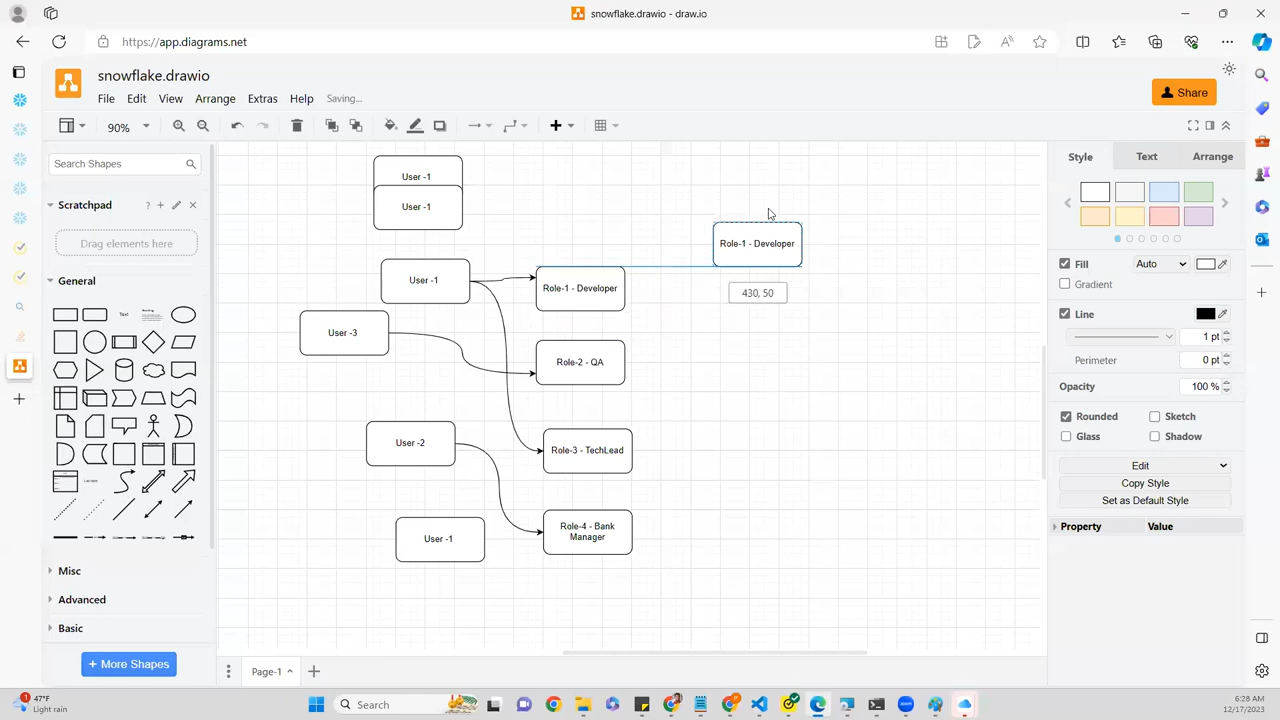 snowflake.drawio - draw.io
https://app.diagrams.net
snowflake.drawio
File Edit View Arrange Extras Help Saving...
Share
90%
Search Shapes
Scratchpad
?
Drag elements here
General
Text
Misc
Advanced
Basic
+ More Shapes
User -1
User -1
User -1
User -3
User -2
User -1
Role-1 - Developer
Role-2 - QA
Role-3 - TechLead
Role-4 - Bank
Manager
Role-1 - Developer
430, 50
Page-1
Style Text Arrange
Fill Auto
Gradient
Line
1 pt
Perimeter 0 pt
Opacity 100 %
Rounded Sketch
Glass Shadow
Edit
Copy Style
Set as Default Style
Property Value
1
47°F
Light rain
Search
6:28 AM
12/17/2023